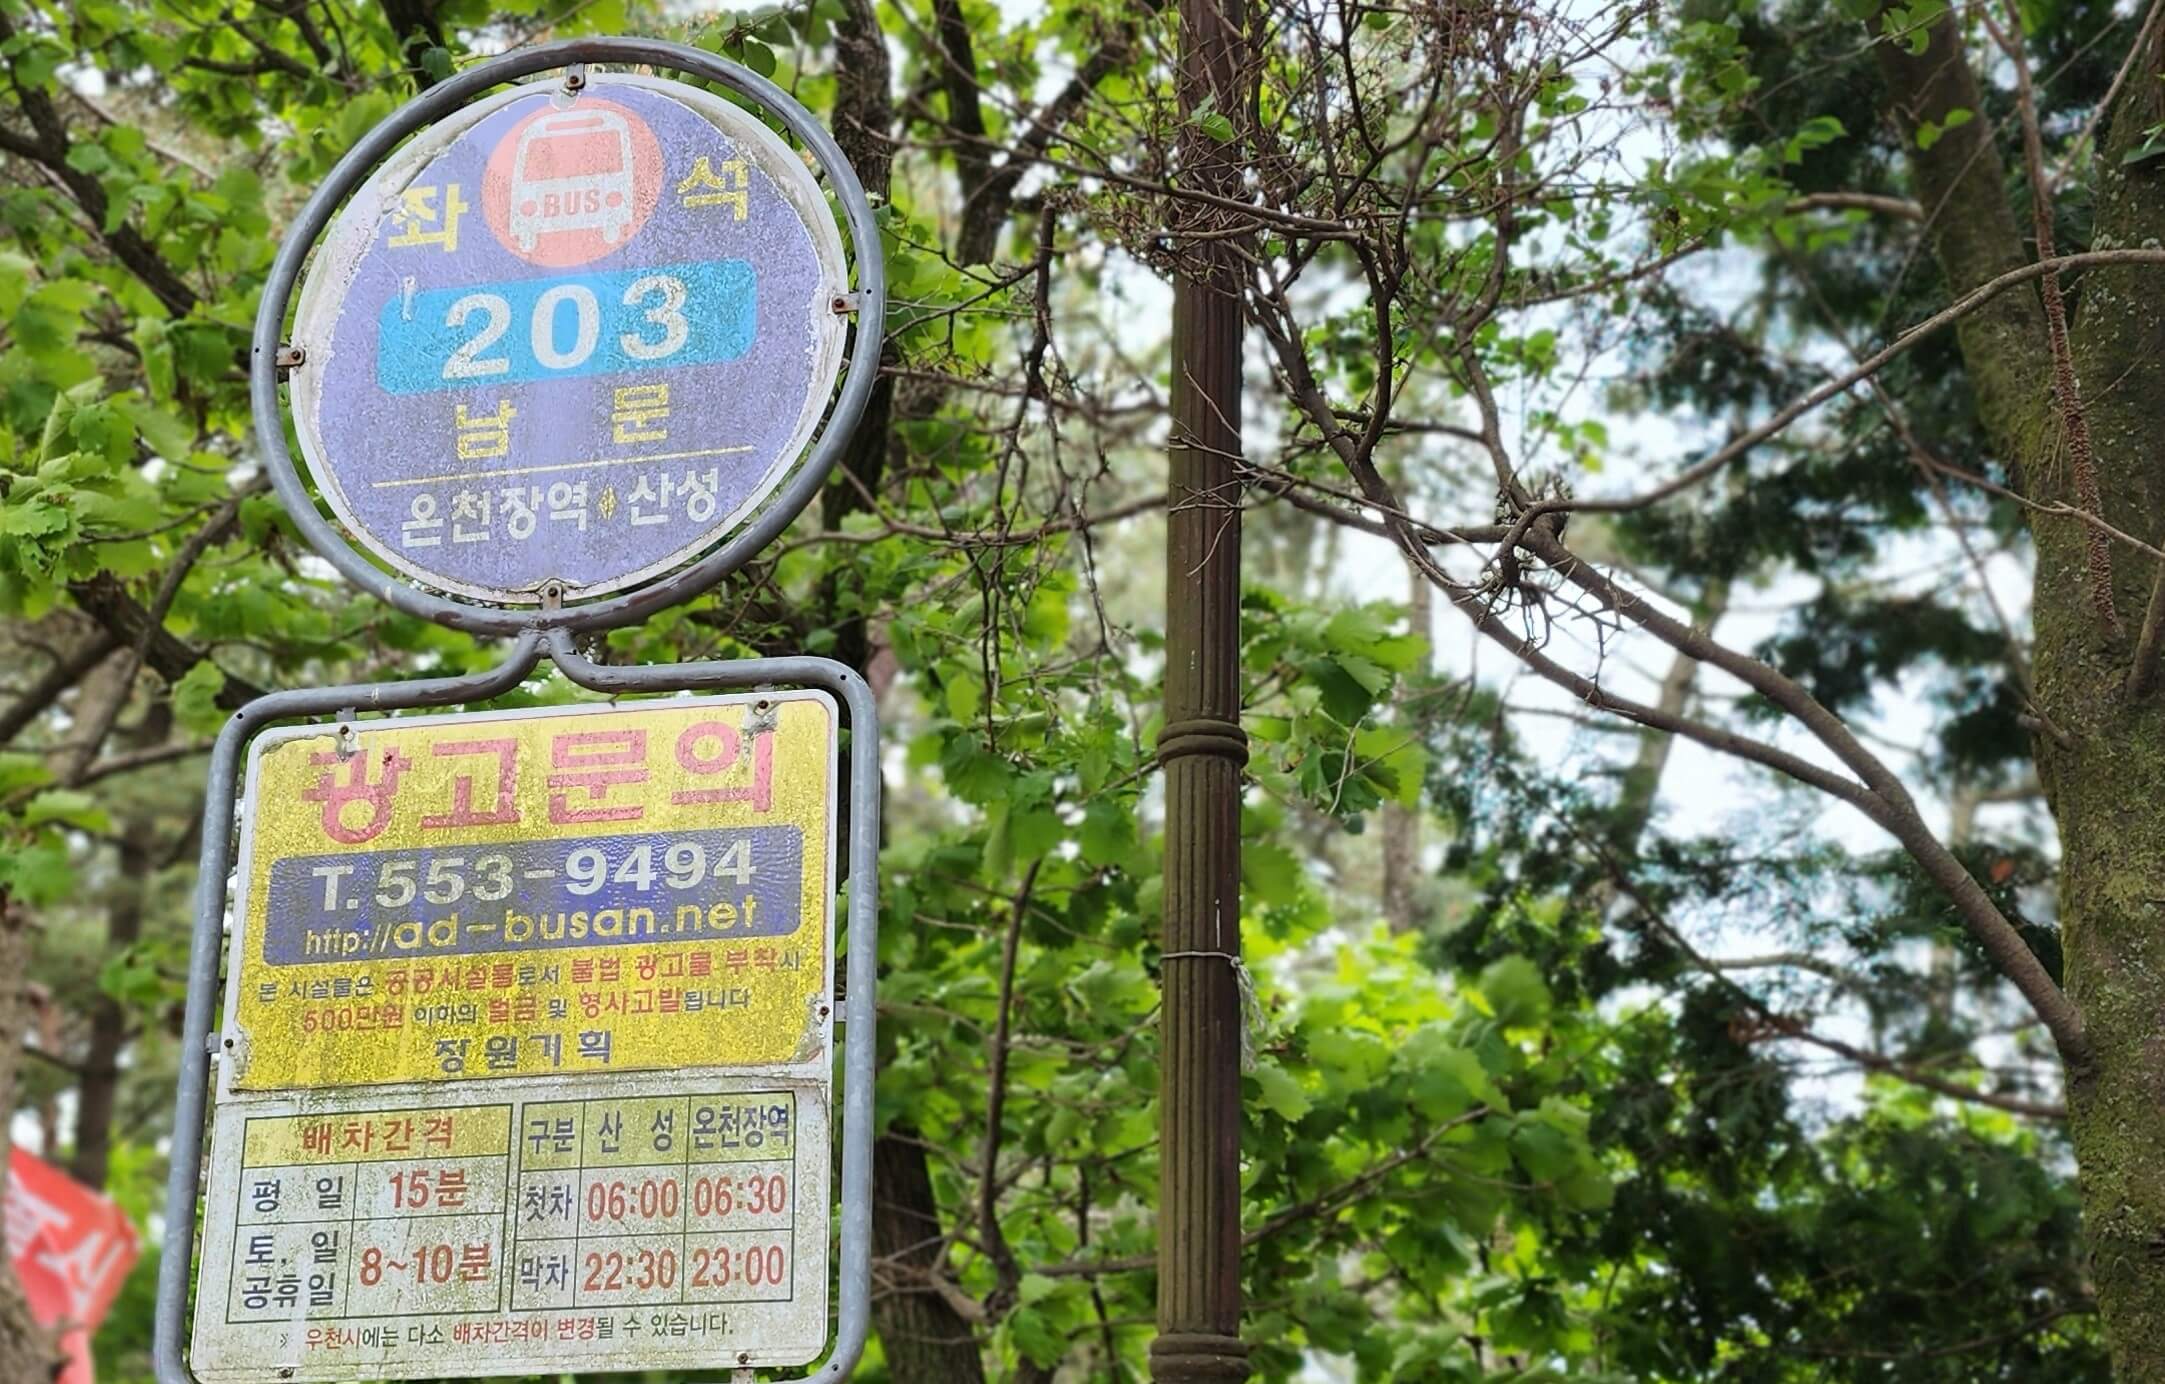 좌 BUS 석
203
남 문
온천장역 산성
광고문의
T. 553-9494
http://ad-busan.net
본 시설물은 공공시설물로서 불법 광고물 부착시
500만원 이하의 벌금 및 형사고발됩니다
장원기획
배차간격
평 일 15분
토, 일 공휴일 8~10분
구분 산 성 온천장역
첫차 06:00 06:30
막차 22:30 23:00
※ 우천시에는 다소 배차간격이 변경될 수 있습니다.